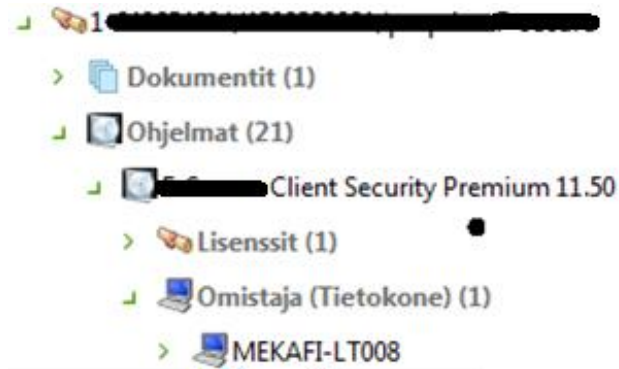 Dokumentit (1)
Ohjelmat (21)
Client Security Premium 11.50
Lisenssit (1)
Omistaja (Tietokone) (1)
MEKAFI-LT008